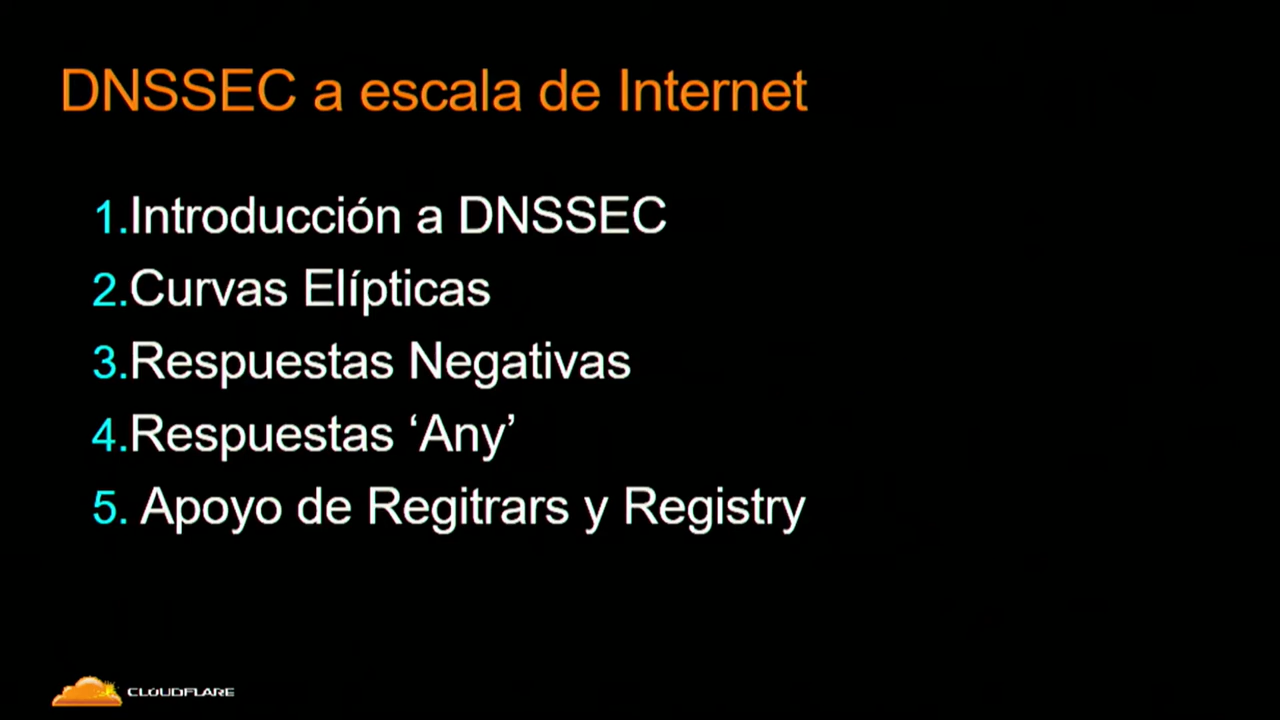 DNSSEC a escala de Internet
1.Introducción a DNSSEC
2.Curvas Elípticas
3.Respuestas Negativas
4.Respuestas ‘Any’
5. Apoyo de Regitrars y Registry
CLOUDFLARE